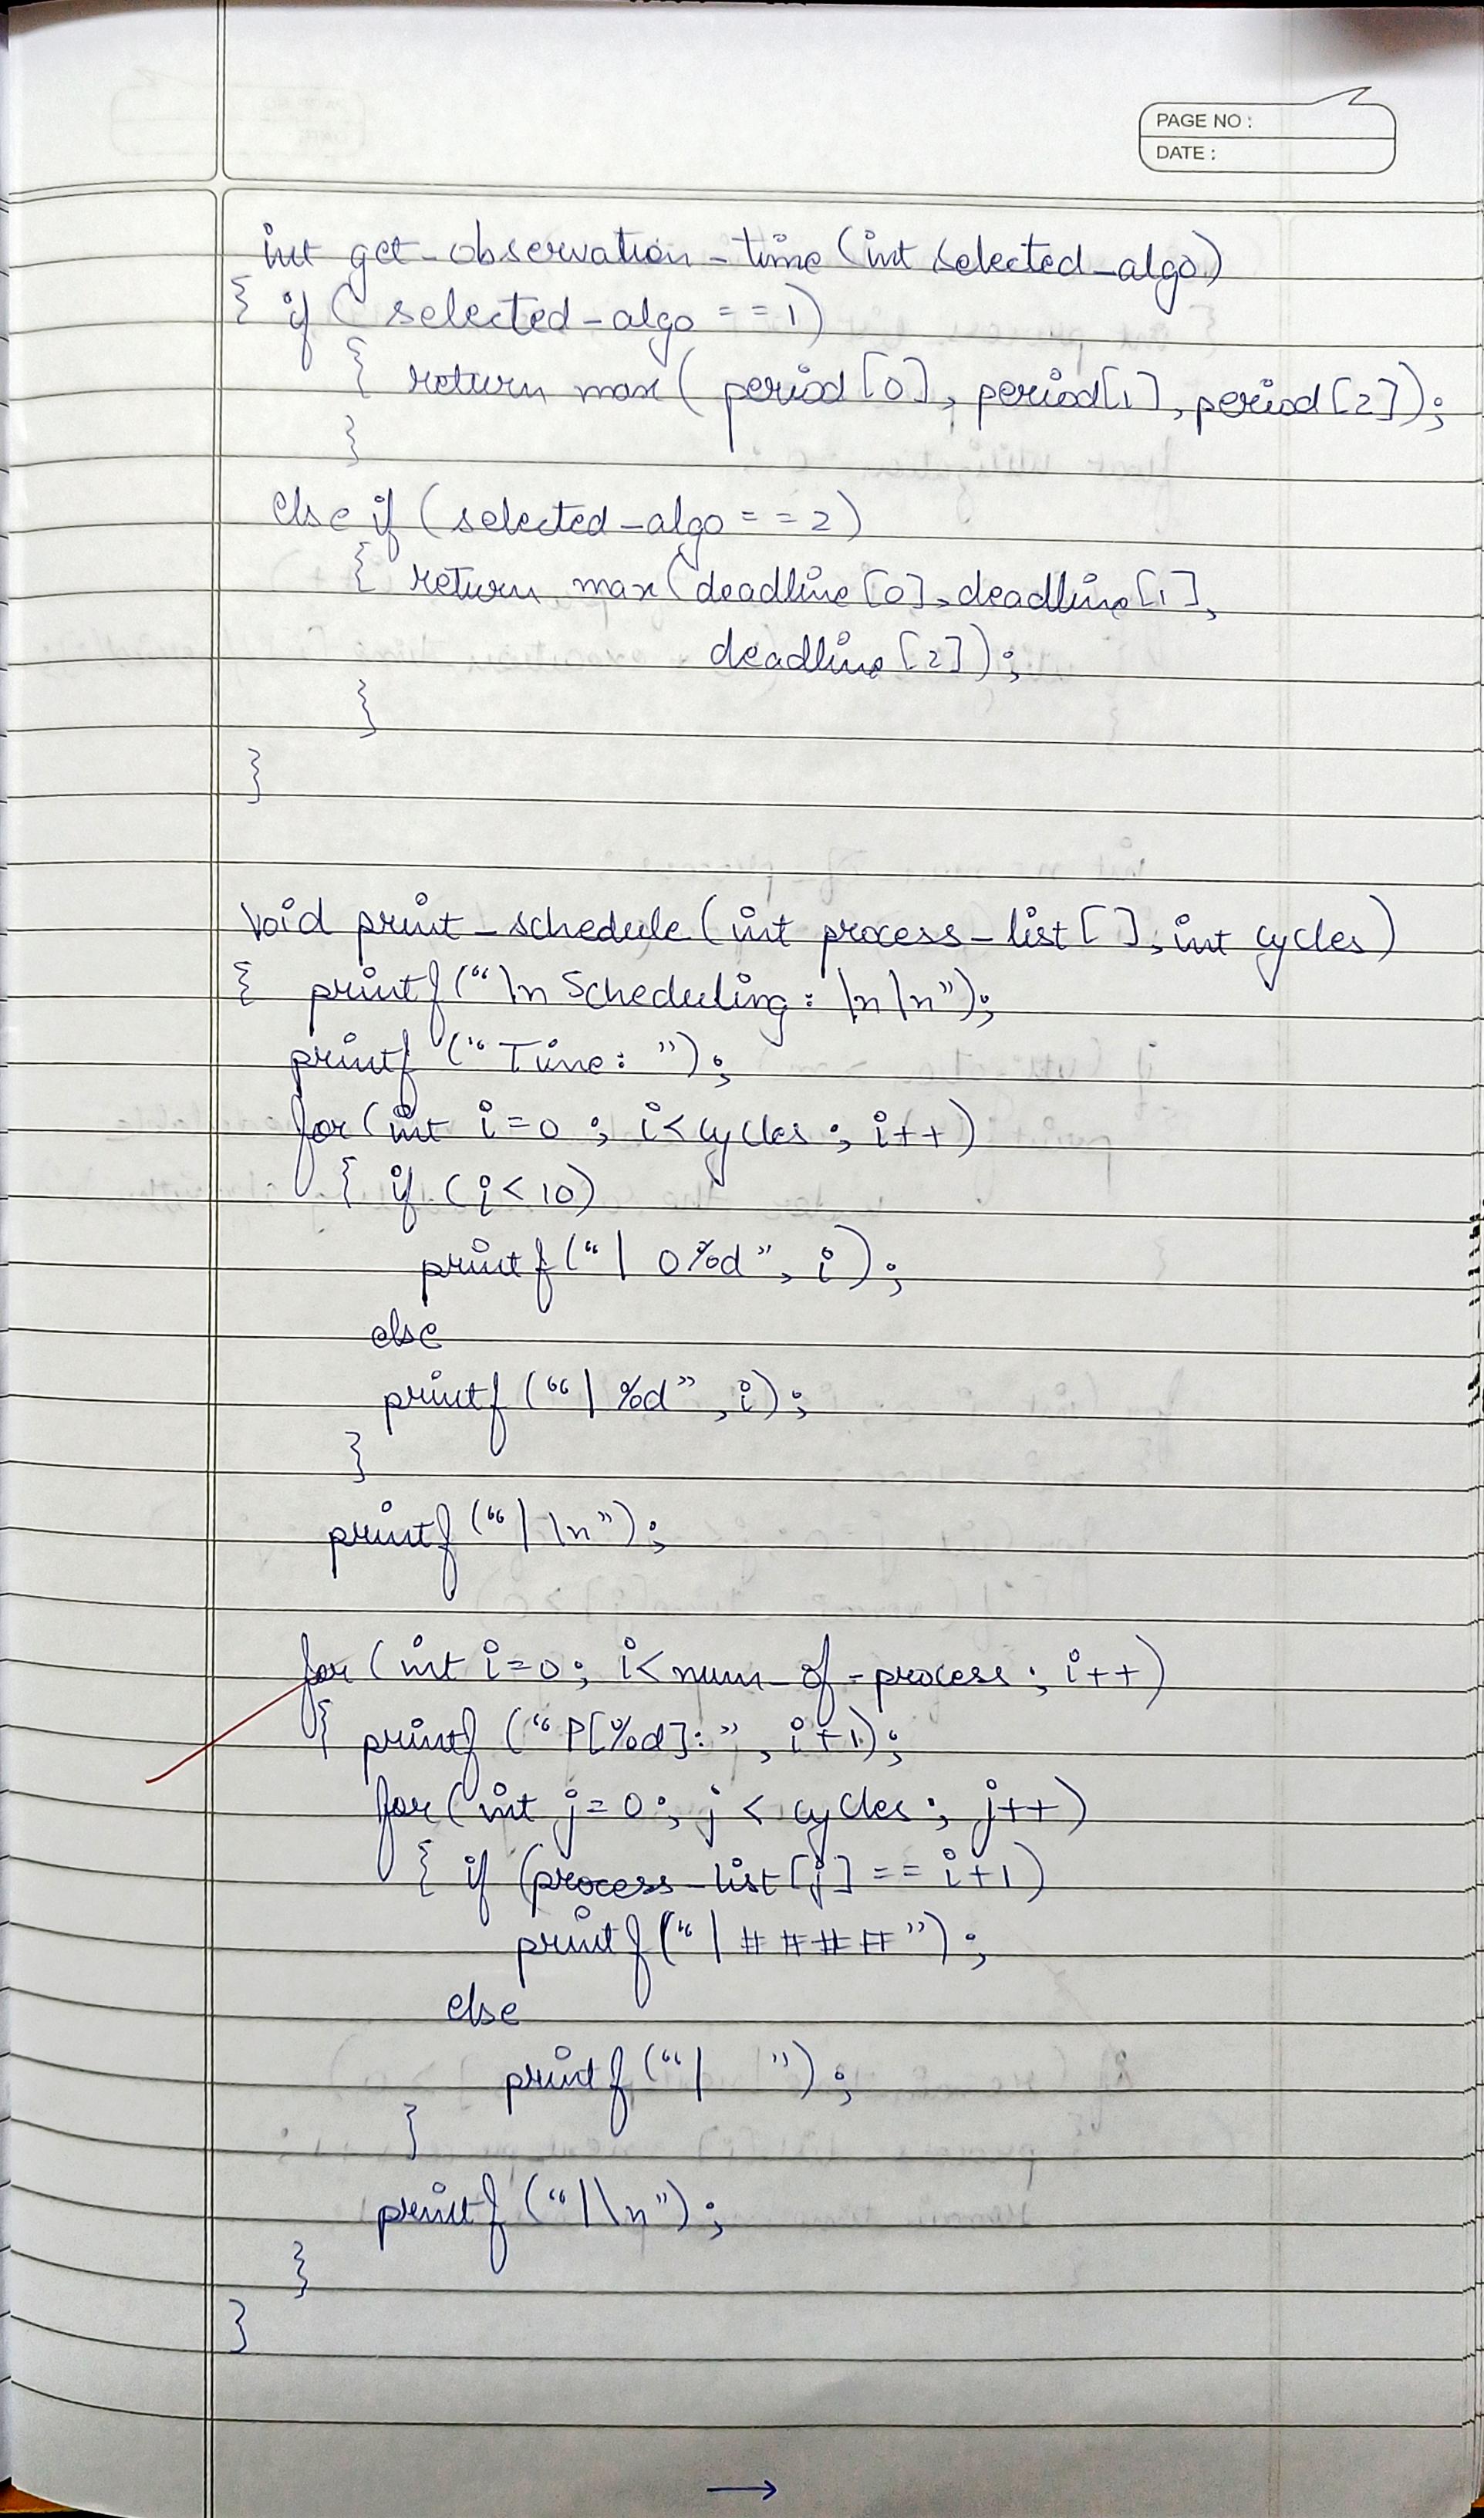 PAGE NO :
DATE :
int get_observation_time (int selected_algo)
{ if ( selected_algo == 1)
{ return max( period[0], period[1], period[2]);
}
else if (selected_algo == 2)
{ return max(deadline[0], deadline[1],
deadline[2]);
}
}
void print_schedule(int process_list[], int cycles)
{ printf("\n Scheduling: \n\n");
printf ("Time: ");
for(int i=0 ; i<cycles ; i++)
{ if (i<10)
printf("| 0%d", i);
else
printf("| %d", i);
}
printf("|\n");
for (int i=0; i<num_of_process; i++)
{ printf ("P[%d]:", i+1);
for(int j=0; j < cycles; j++)
{ if (process_list[j] == i+1)
printf("| ####");
else
printf("|    ");
}
printf ("|\n");
}
}
→